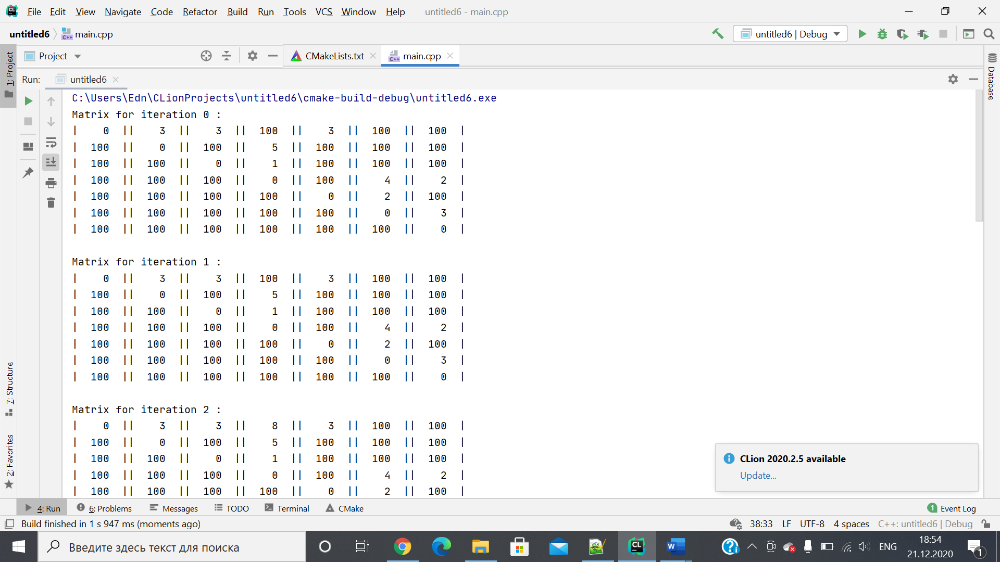 File Edit View Navigate Code Refactor Build Run Tools VCS Window Help untitled6 - main.cpp
untitled6 main.cpp untitled6 | Debug
Project CMakeLists.txt main.cpp
1: Project
Database
Run: untitled6
C:\Users\Edn\CLionProjects\untitled6\cmake-build-debug\untitled6.exe
Matrix for iteration 0 :
| 0 || 3 || 3 || 100 || 3 || 100 || 100 |
| 100 || 0 || 100 || 5 || 100 || 100 || 100 |
| 100 || 100 || 0 || 1 || 100 || 100 || 100 |
| 100 || 100 || 100 || 0 || 100 || 4 || 2 |
| 100 || 100 || 100 || 100 || 0 || 2 || 100 |
| 100 || 100 || 100 || 100 || 100 || 0 || 3 |
| 100 || 100 || 100 || 100 || 100 || 100 || 0 |
Matrix for iteration 1 :
| 0 || 3 || 3 || 100 || 3 || 100 || 100 |
| 100 || 0 || 100 || 5 || 100 || 100 || 100 |
| 100 || 100 || 0 || 1 || 100 || 100 || 100 |
| 100 || 100 || 100 || 0 || 100 || 4 || 2 |
| 100 || 100 || 100 || 100 || 0 || 2 || 100 |
| 100 || 100 || 100 || 100 || 100 || 0 || 3 |
| 100 || 100 || 100 || 100 || 100 || 100 || 0 |
Matrix for iteration 2 :
| 0 || 3 || 3 || 8 || 3 || 100 || 100 |
| 100 || 0 || 100 || 5 || 100 || 100 || 100 |
| 100 || 100 || 0 || 1 || 100 || 100 || 100 |
| 100 || 100 || 100 || 0 || 100 || 4 || 2 |
| 100 || 100 || 100 || 100 || 0 || 2 || 100 |
7: Structure
2: Favorites
CLion 2020.2.5 available
Update...
4: Run 6: Problems Messages TODO Terminal CMake 1 Event Log
Build finished in 1 s 947 ms (moments ago) 38:33 LF UTF-8 4 spaces C++: untitled6 | Debug
Введите здесь текст для поиска ENG 18:54
21.12.2020 1